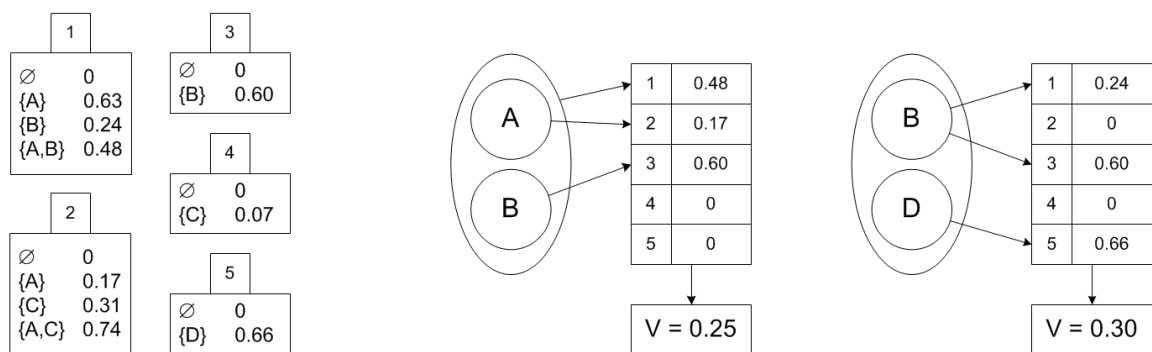 1
∅ 0
{A} 0.63
{B} 0.24
{A,B} 0.48
2
∅ 0
{A} 0.17
{C} 0.31
{A,C} 0.74
3
∅ 0
{B} 0.60
4
∅ 0
{C} 0.07
5
∅ 0
{D} 0.66
A
B
1 0.48
2 0.17
3 0.60
4 0
5 0
V = 0.25
B
D
1 0.24
2 0
3 0.60
4 0
5 0.66
V = 0.30